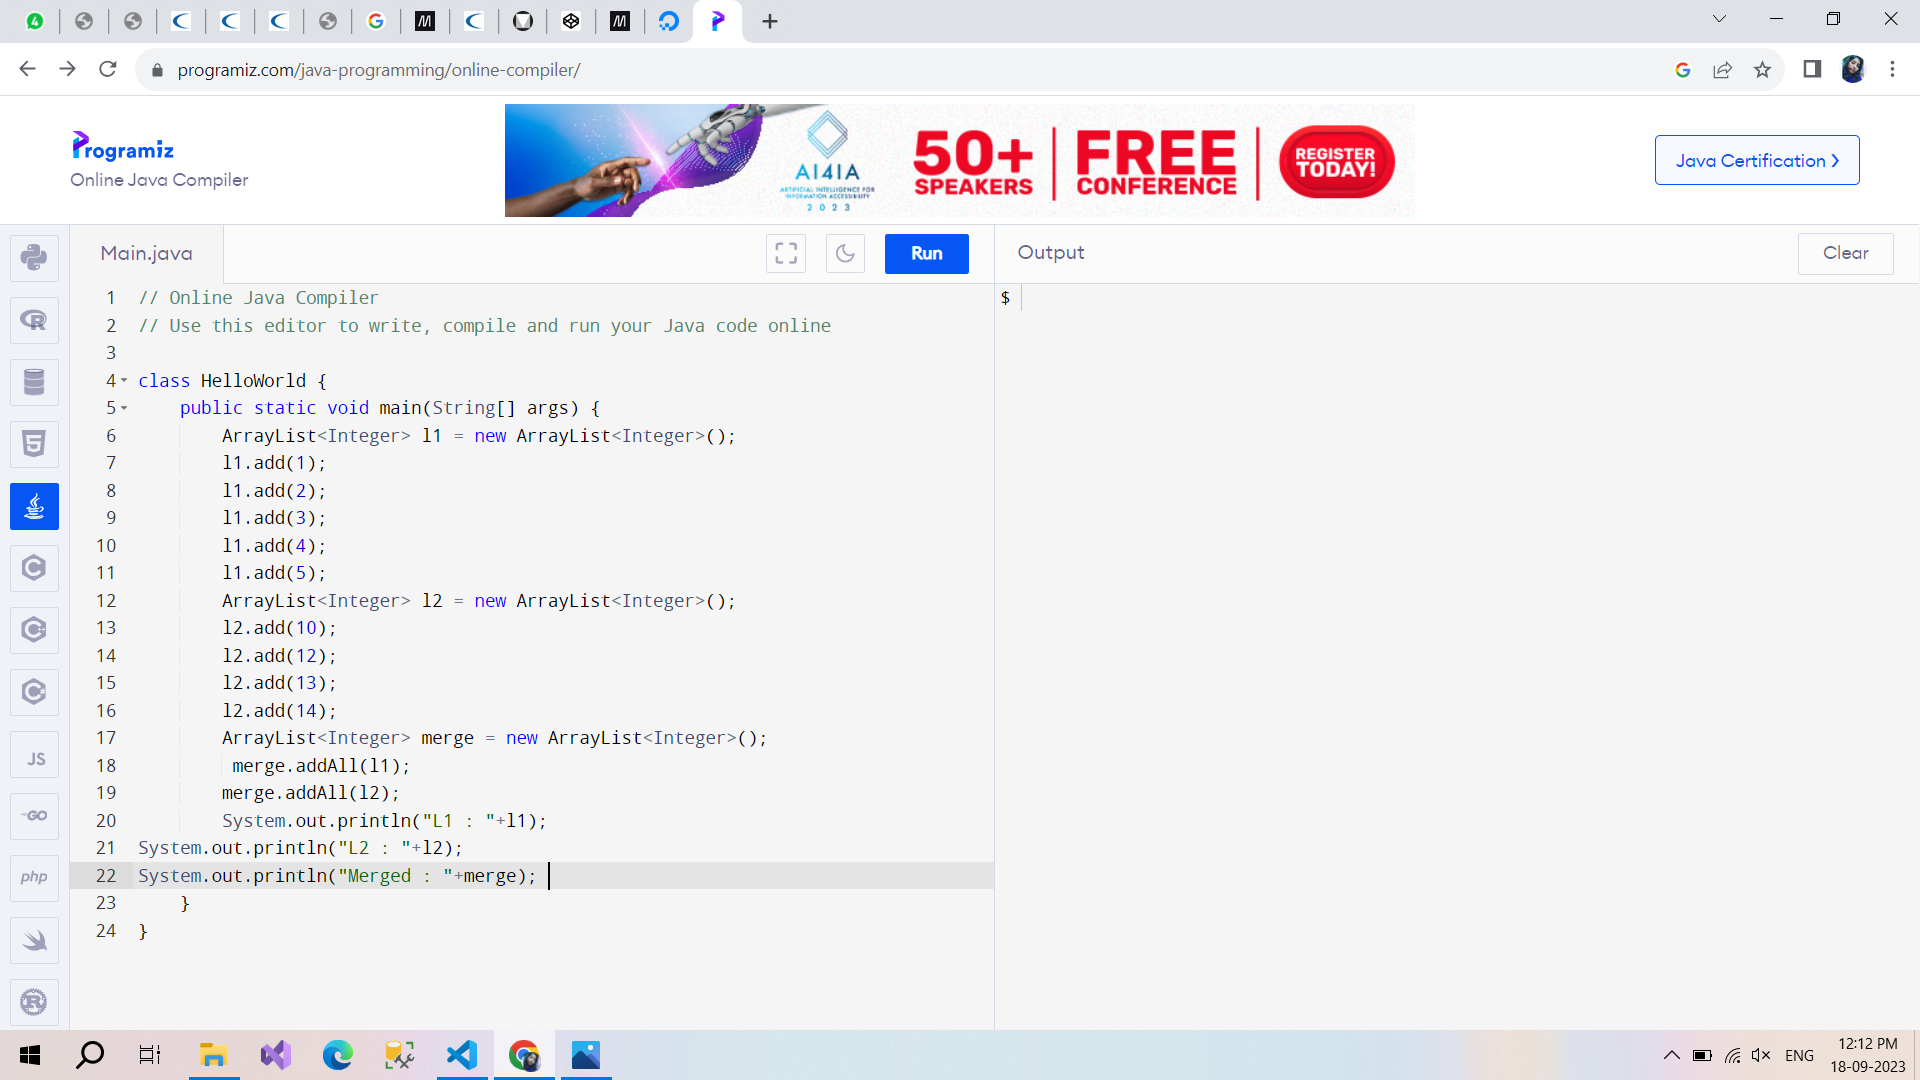 4
programiz.com/java-programming/online-compiler/
Programiz
Online Java Compiler
AI4IA
ARTIFICIAL INTELLIGENCE FOR
INFORMATION ACCESSIBILITY
2023
50+
SPEAKERS
FREE
CONFERENCE
REGISTER
TODAY!
Java Certification
Main.java
Run
Output
Clear
1 // Online Java Compiler
2 // Use this editor to write, compile and run your Java code online
3
4 class HelloWorld {
5 public static void main(String[] args) {
6 ArrayList<Integer> l1 = new ArrayList<Integer>();
7 l1.add(1);
8 l1.add(2);
9 l1.add(3);
10 l1.add(4);
11 l1.add(5);
12 ArrayList<Integer> l2 = new ArrayList<Integer>();
13 l2.add(10);
14 l2.add(12);
15 l2.add(13);
16 l2.add(14);
17 ArrayList<Integer> merge = new ArrayList<Integer>();
18 merge.addAll(l1);
19 merge.addAll(l2);
20 System.out.println("L1 : "+l1);
21 System.out.println("L2 : "+l2);
22 System.out.println("Merged : "+merge);
23 }
24 }
$
JS
GO
php
ENG
12:12 PM
18-09-2023